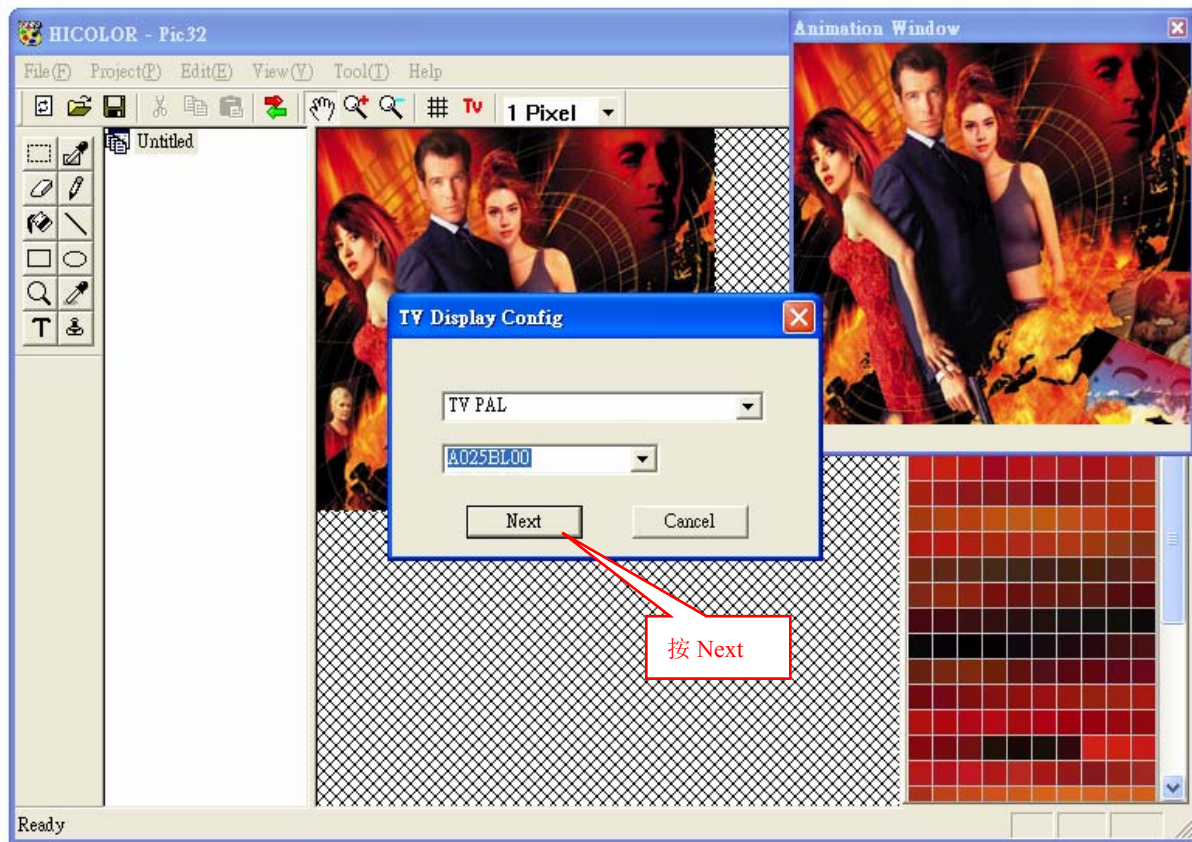 HICOLOR - Pic32
Animation Window
File(F) Project(P) Edit(E) View(V) Tool(T) Help
TV 1 Pixel
Untitled
T
TV Display Config
TV PAL
A025BL00
Next Cancel
按 Next
Ready